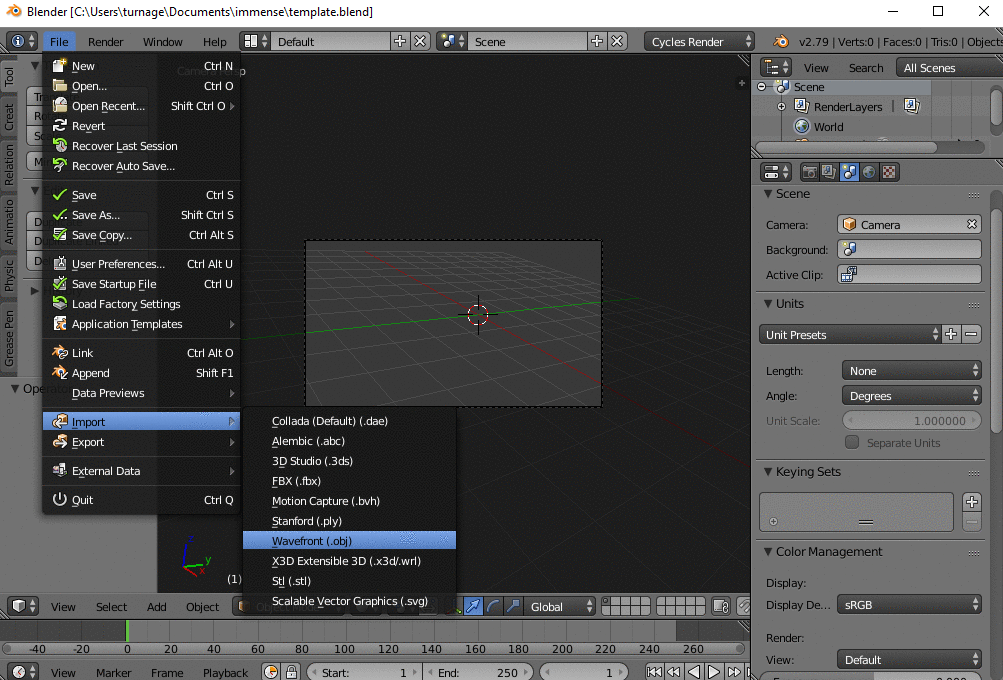 Blender [C:\Users\turnage\Documents\immense\template.blend]
File Render Window Help Default Scene Cycles Render v2.79 | Verts:0 | Faces:0 | Tris:0 | Objects
New Ctrl N
Open... Ctrl O
Open Recent... Shift Ctrl O
Revert
Recover Last Session
Recover Auto Save...
Save Ctrl S
Save As... Shift Ctrl S
Save Copy... Ctrl Alt S
User Preferences... Ctrl Alt U
Save Startup File Ctrl U
Load Factory Settings
Application Templates
Link Ctrl Alt O
Append Shift F1
Data Previews
Import
Export
External Data
Quit Ctrl Q
Collada (Default) (.dae)
Alembic (.abc)
3D Studio (.3ds)
FBX (.fbx)
Motion Capture (.bvh)
Stanford (.ply)
Wavefront (.obj)
X3D Extensible 3D (.x3d/.wrl)
Stl (.stl)
Scalable Vector Graphics (.svg)
Tool
Creat
Relation
Animatio
Physic
Grease Pen
Operat
Camera Persp
z
y
x
(1)
View Search All Scenes
Scene
RenderLayers |
World
Scene
Camera: Camera
Background:
Active Clip:
Units
Unit Presets
Length: None
Angle: Degrees
Unit Scale: 1.000000
Separate Units
Keying Sets
Color Management
Display:
Display De... sRGB
Render:
View: Default
View Select Add Object Global
-40 -20 0 20 40 60 80 100 120 140 160 180 200 220 240 260
View Marker Frame Playback Start: 1 End: 250 1